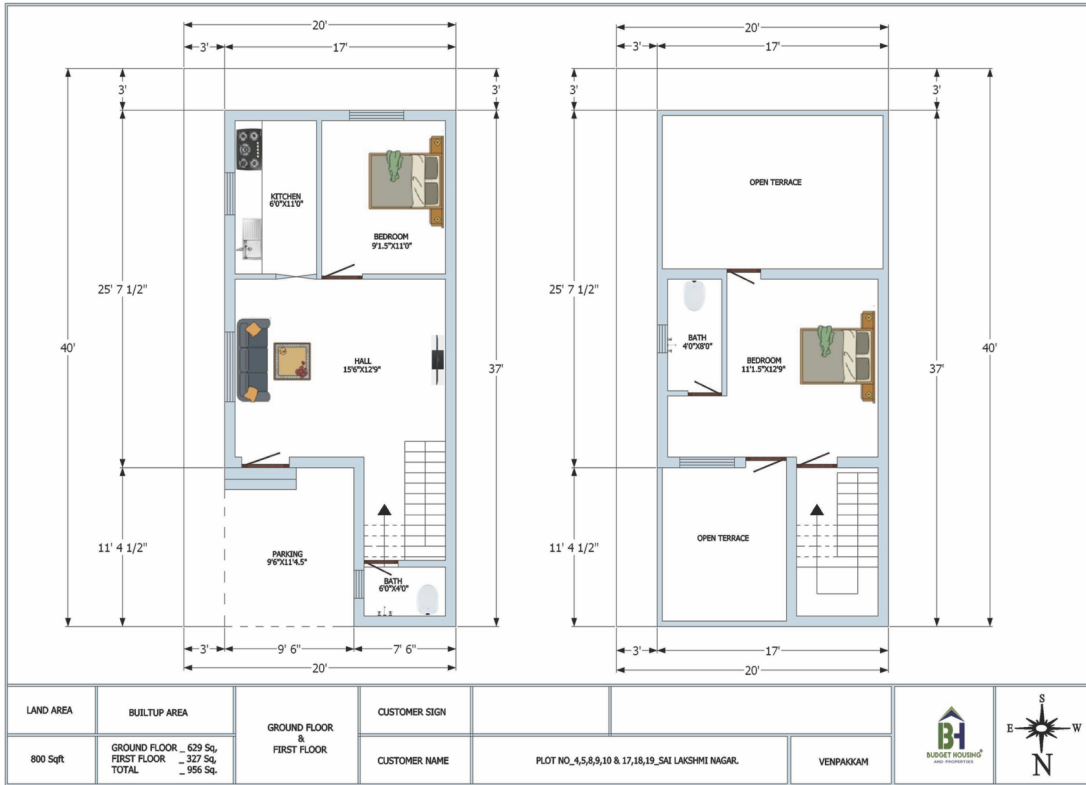 20'
3'
17'
3'
3'
25' 7 1/2"
40'
37'
11' 4 1/2"
KITCHEN
6'0"X11'0"
BEDROOM
9'1.5"X11'0"
HALL
15'6"X12'9"
PARKING
9'6"X11'4.5"
BATH
6'0"X4'0"
3'
9' 6"
7' 6"
20'
20'
3'
17'
3'
3'
25' 7 1/2"
40'
37'
11' 4 1/2"
OPEN TERRACE
BATH
4'0"X8'0"
BEDROOM
11'1.5"X12'9"
OPEN TERRACE
3'
17'
20'
LAND AREA
BUILTUP AREA
GROUND FLOOR
&
FIRST FLOOR
CUSTOMER SIGN
800 Sqft
GROUND FLOOR _ 629 Sq,
FIRST FLOOR _ 327 Sq,
TOTAL _ 956 Sq.
CUSTOMER NAME
PLOT NO_4,5,8,9,10 & 17,18,19_SAI LAKSHMI NAGAR.
VENPAKKAM
BH
BUDGET HOUSING®
AND PROPERTIES
S
E
W
N